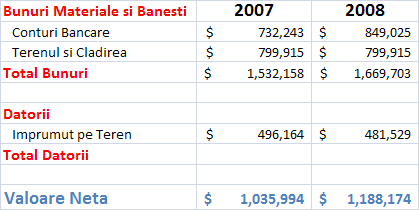 Bunuri Materiale si Banesti 2007 2008
Conturi Bancare $ 732,243 $ 849,025
Terenul si Cladirea $ 799,915 $ 799,915
Total Bunuri $ 1,532,158 $ 1,669,703
Datorii
Imprumut pe Teren $ 496,164 $ 481,529
Total Datorii
Valoare Neta $ 1,035,994 $ 1,188,174